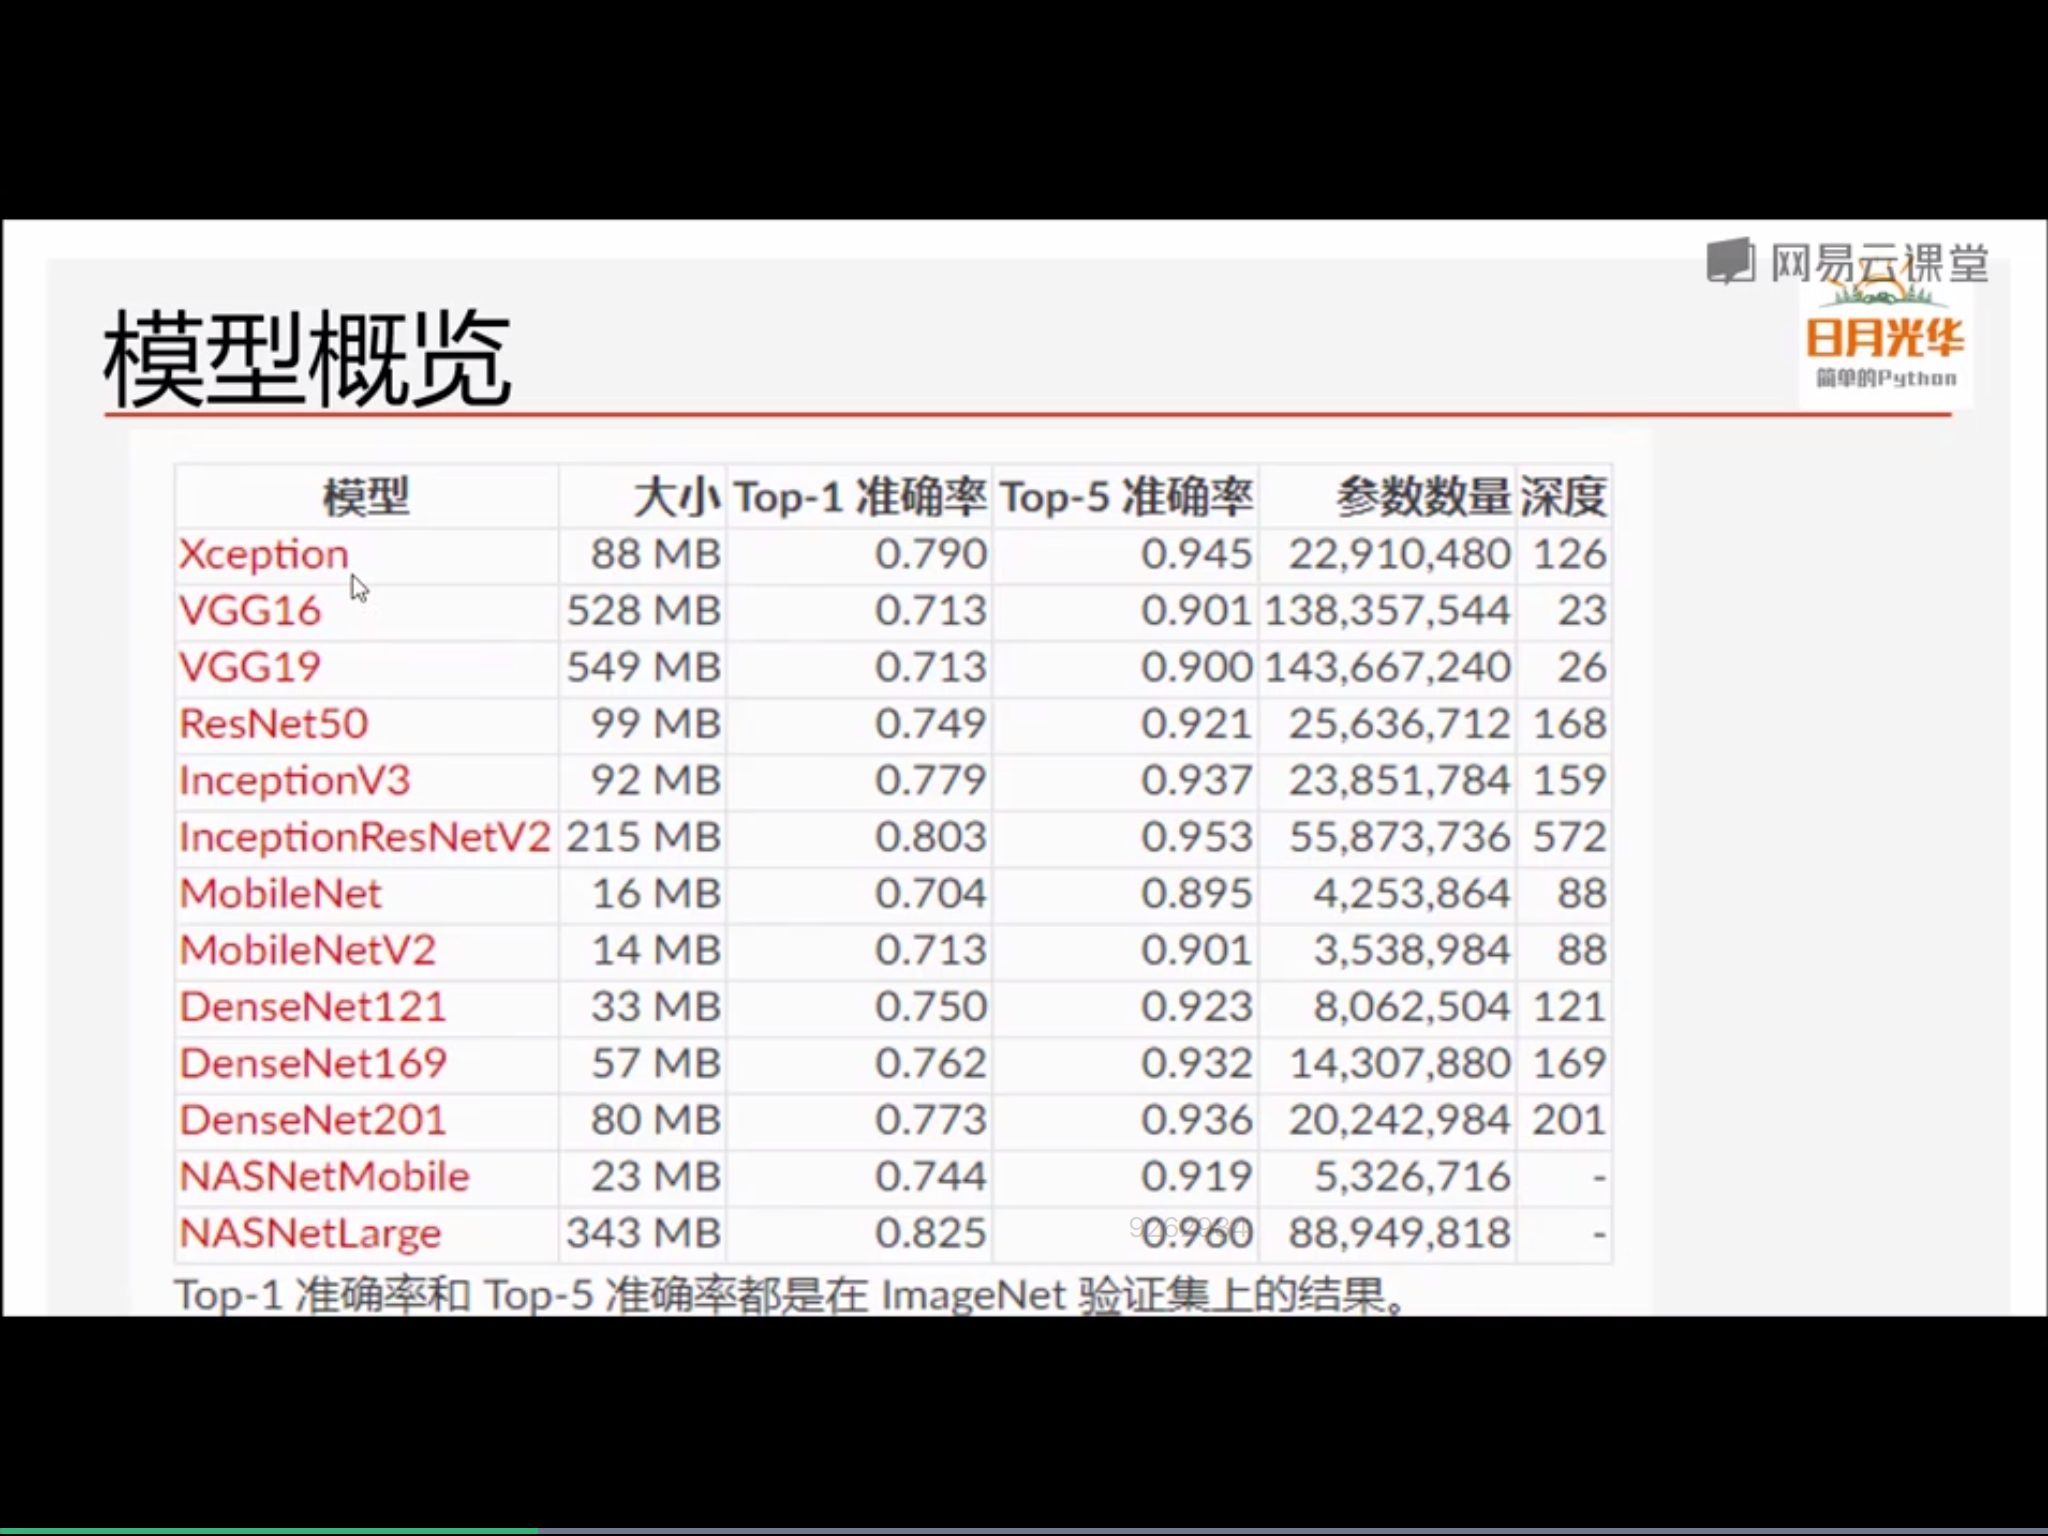 网易云课堂
日月光华
简单的Python
模型概览
模型 大小 Top-1 准确率 Top-5 准确率 参数数量 深度
Xception 88 MB 0.790 0.945 22,910,480 126
VGG16 528 MB 0.713 0.901 138,357,544 23
VGG19 549 MB 0.713 0.900 143,667,240 26
ResNet50 99 MB 0.749 0.921 25,636,712 168
InceptionV3 92 MB 0.779 0.937 23,851,784 159
InceptionResNetV2 215 MB 0.803 0.953 55,873,736 572
MobileNet 16 MB 0.704 0.895 4,253,864 88
MobileNetV2 14 MB 0.713 0.901 3,538,984 88
DenseNet121 33 MB 0.750 0.923 8,062,504 121
DenseNet169 57 MB 0.762 0.932 14,307,880 169
DenseNet201 80 MB 0.773 0.936 20,242,984 201
NASNetMobile 23 MB 0.744 0.919 5,326,716 -
NASNetLarge 343 MB 0.825 0.960 88,949,818 -
Top-1 准确率和 Top-5 准确率都是在 ImageNet 验证集上的结果。